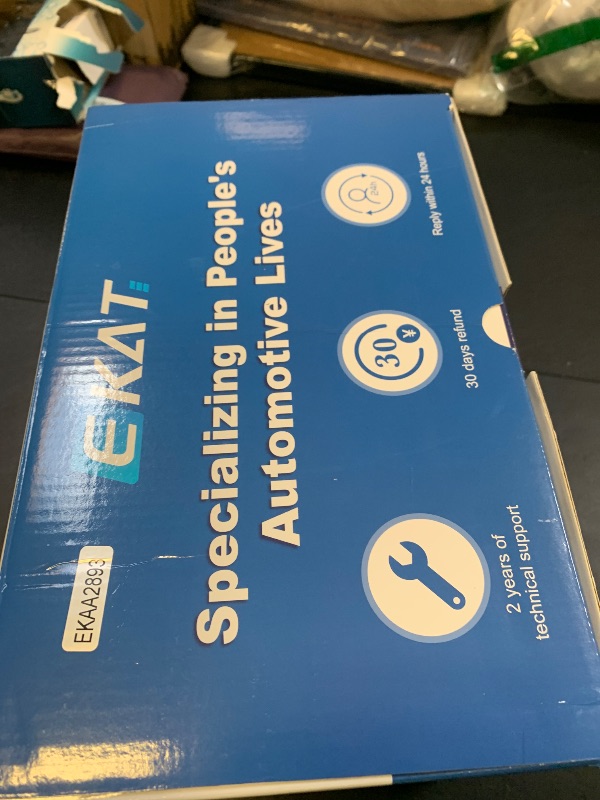 EKAT
EKAA2893
Specializing in People's
Automotive Lives
2 years of
technical support
30
¥
30 days refund
24h
Reply within 24 hours